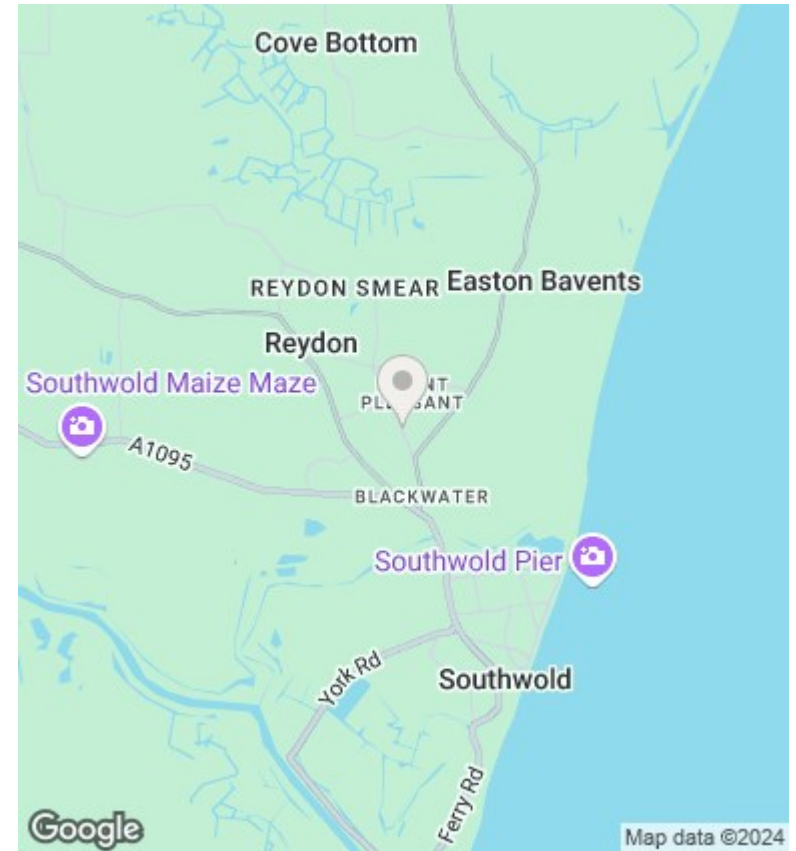 Cove Bottom
REYDON SMEAR
Easton Bavents
Reydon
Southwold Maize Maze
PLEASANT
A1095
BLACKWATER
Southwold Pier
York Rd
Southwold
Ferry Rd
Google
Map data ©2024